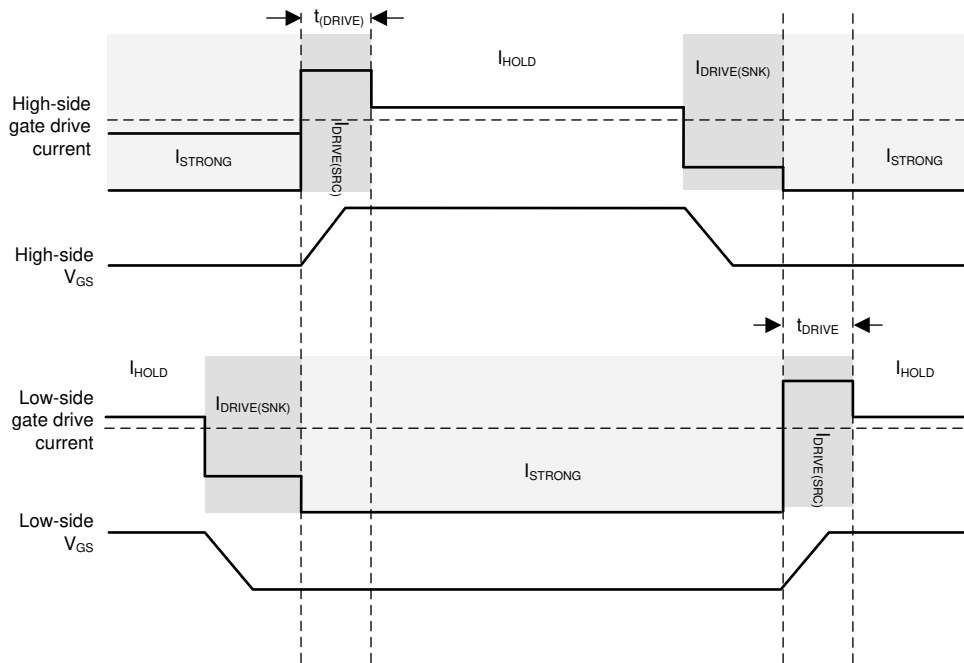 t(DRIVE)
IHOLD
IDRIVE(SNK)
High-side
gate drive
current
IDRIVE(SRC)
ISTRONG
ISTRONG
High-side
VGS
tDRIVE
IHOLD
IHOLD
Low-side
gate drive
current
IDRIVE(SNK)
IDRIVE(SRC)
ISTRONG
Low-side
VGS